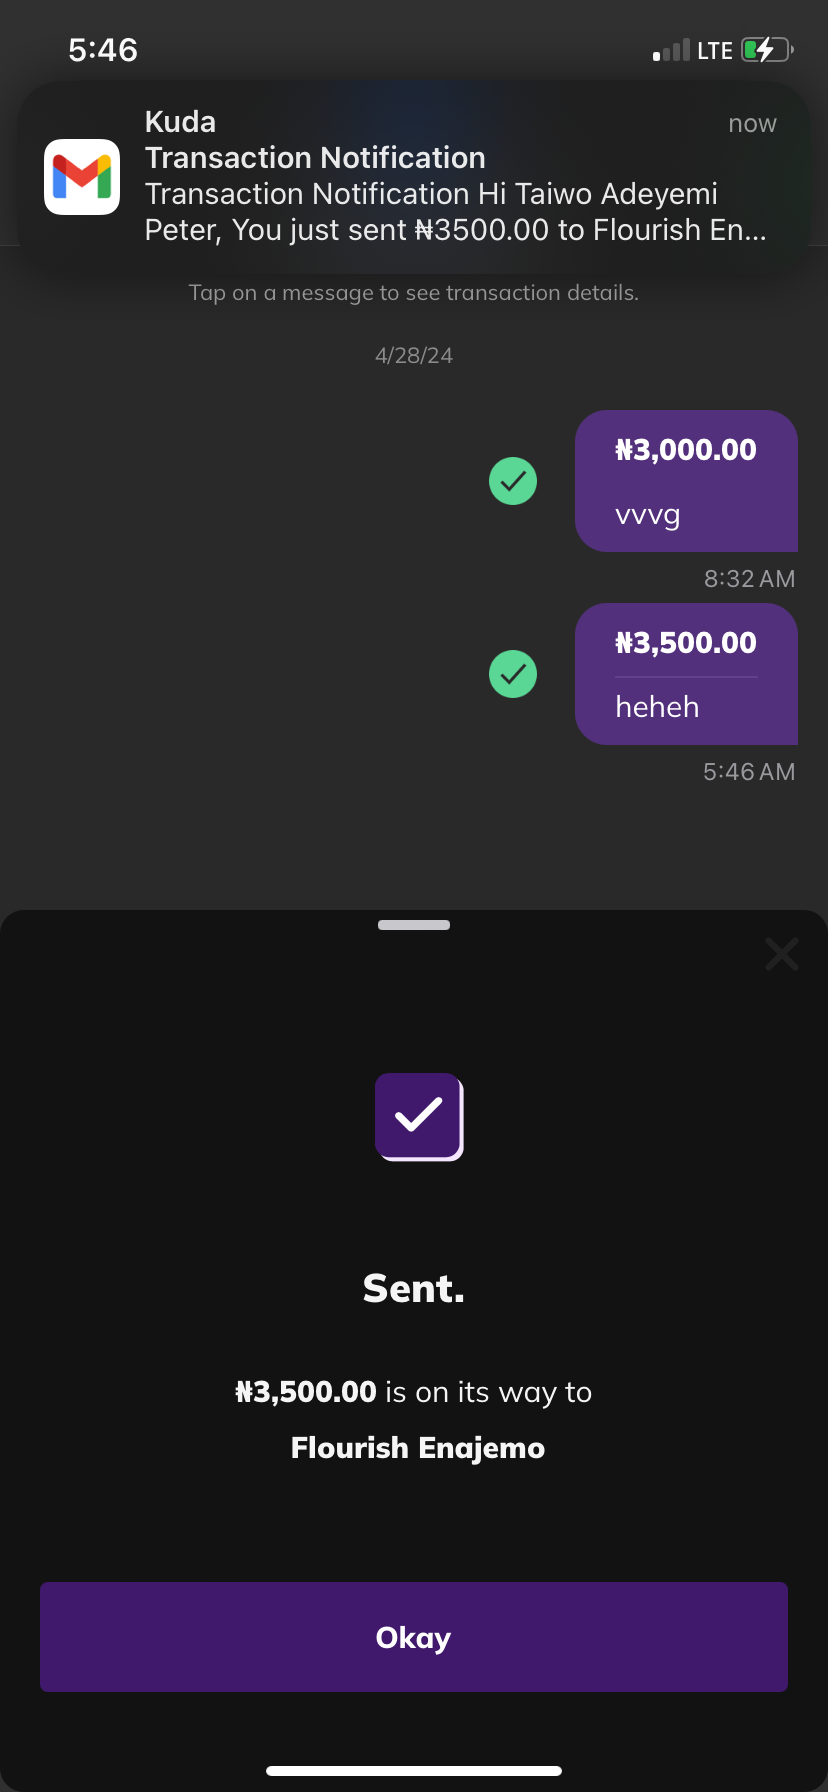 5:46
LTE
Kuda
now
Transaction Notification
Transaction Notification Hi Taiwo Adeyemi
Peter, You just sent ₦3500.00 to Flourish En...
Tap on a message to see transaction details.
4/28/24
₦3,000.00
vvvg
8:32 AM
₦3,500.00
heheh
5:46 AM
Sent.
₦3,500.00 is on its way to
Flourish Enajemo
Okay